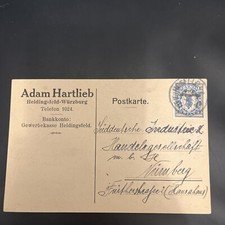 Adam Hartlieb
Heidingsfeld-Würzburg
Telefon 1024
Bankkonto:
Gewerbekasse Heidingsfeld.
Postkarte.
Süddeutsche Industrie &
Handelsgesellschaft
m. b. H.
Nürnberg